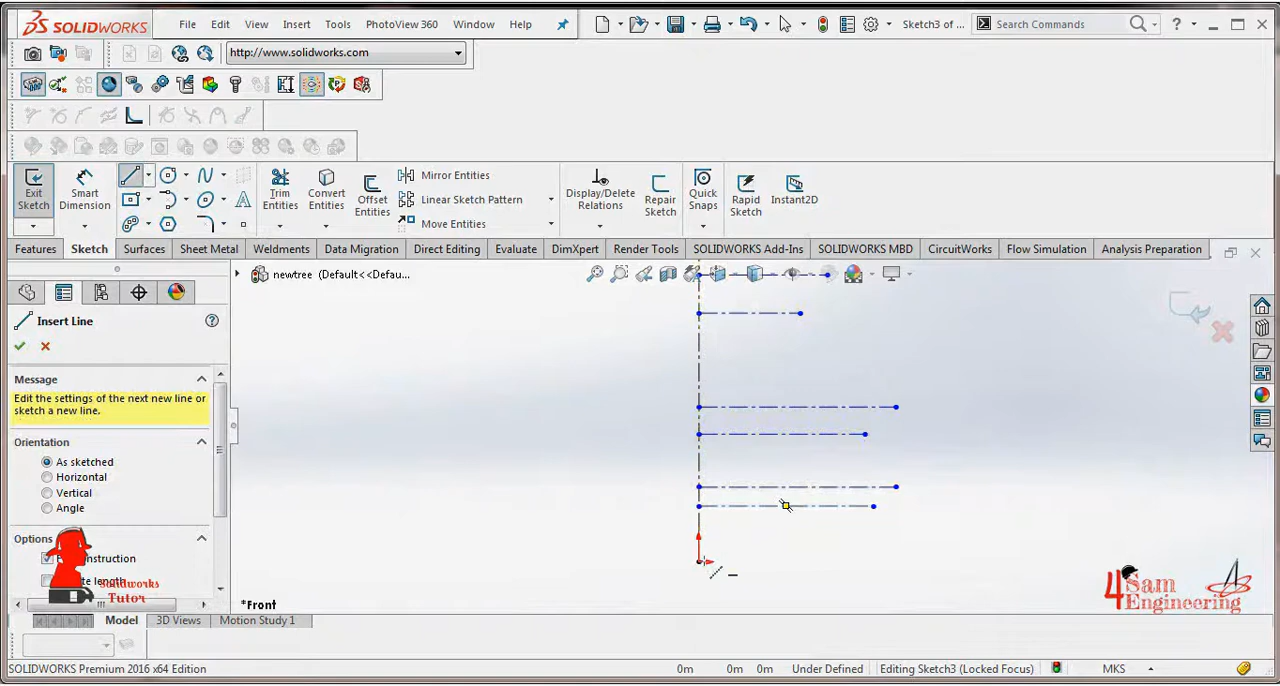 SOLIDWORKS File Edit View Insert Tools PhotoView 360 Window Help Sketch3 of ... Search Commands ?
http://www.solidworks.com
Exit Sketch
Smart Dimension
Trim Entities
Convert Entities
Offset Entities
Mirror Entities
Linear Sketch Pattern
Move Entities
Display/Delete Relations
Repair Sketch
Quick Snaps
Rapid Sketch
Instant2D
Features Sketch Surfaces Sheet Metal Weldments Data Migration Direct Editing Evaluate DimXpert Render Tools SOLIDWORKS Add-Ins SOLIDWORKS MBD CircuitWorks Flow Simulation Analysis Preparation
newtree (Default<<Defau...
Insert Line
Message
Edit the settings of the next new line or
sketch a new line.
Orientation
As sketched
Horizontal
Vertical
Angle
Options
Solidworks
Tutor
*Front
4Sam
Engineering
Model 3D Views Motion Study 1
SOLIDWORKS Premium 2016 x64 Edition 0m 0m 0m Under Defined Editing Sketch3 (Locked Focus) MKS